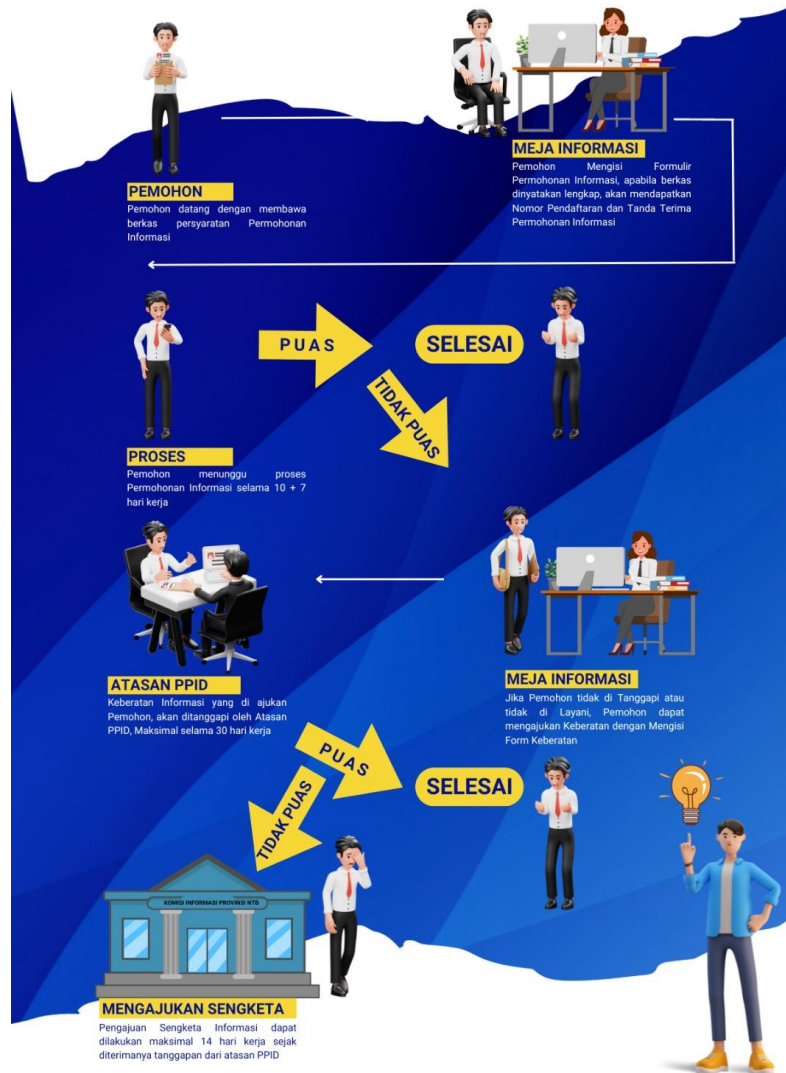 PEMOHON
Pemohon datang dengan membawa
berkas persyaratan Permohonan
Informasi
MEJA INFORMASI
Pemohon Mengisi Formulir
Permohonan Informasi, apabila berkas
dinyatakan lengkap, akan mendapatkan
Nomor Pendaftaran dan Tanda Terima
Permohonan Informasi
PUAS
SELESAI
TIDAK PUAS
PROSES
Pemohon menunggu proses
Permohonan Informasi selama 10 + 7
hari kerja
MEJA INFORMASI
Jika Pemohon tidak di Tanggapi atau
tidak di Layani, Pemohon dapat
mengajukan Keberatan dengan Mengisi
Form Keberatan
ATASAN PPID
Keberatan Informasi yang di ajukan
Pemohon, akan ditanggapi oleh Atasan
PPID, Maksimal selama 30 hari kerja
PUAS
SELESAI
TIDAK PUAS
KOMISI INFORMASI PROVINSI NTB
MENGAJUKAN SENGKETA
Pengajuan Sengketa Informasi dapat
dilakukan maksimal 14 hari kerja sejak
diterimanya tanggapan dari atasan PPID